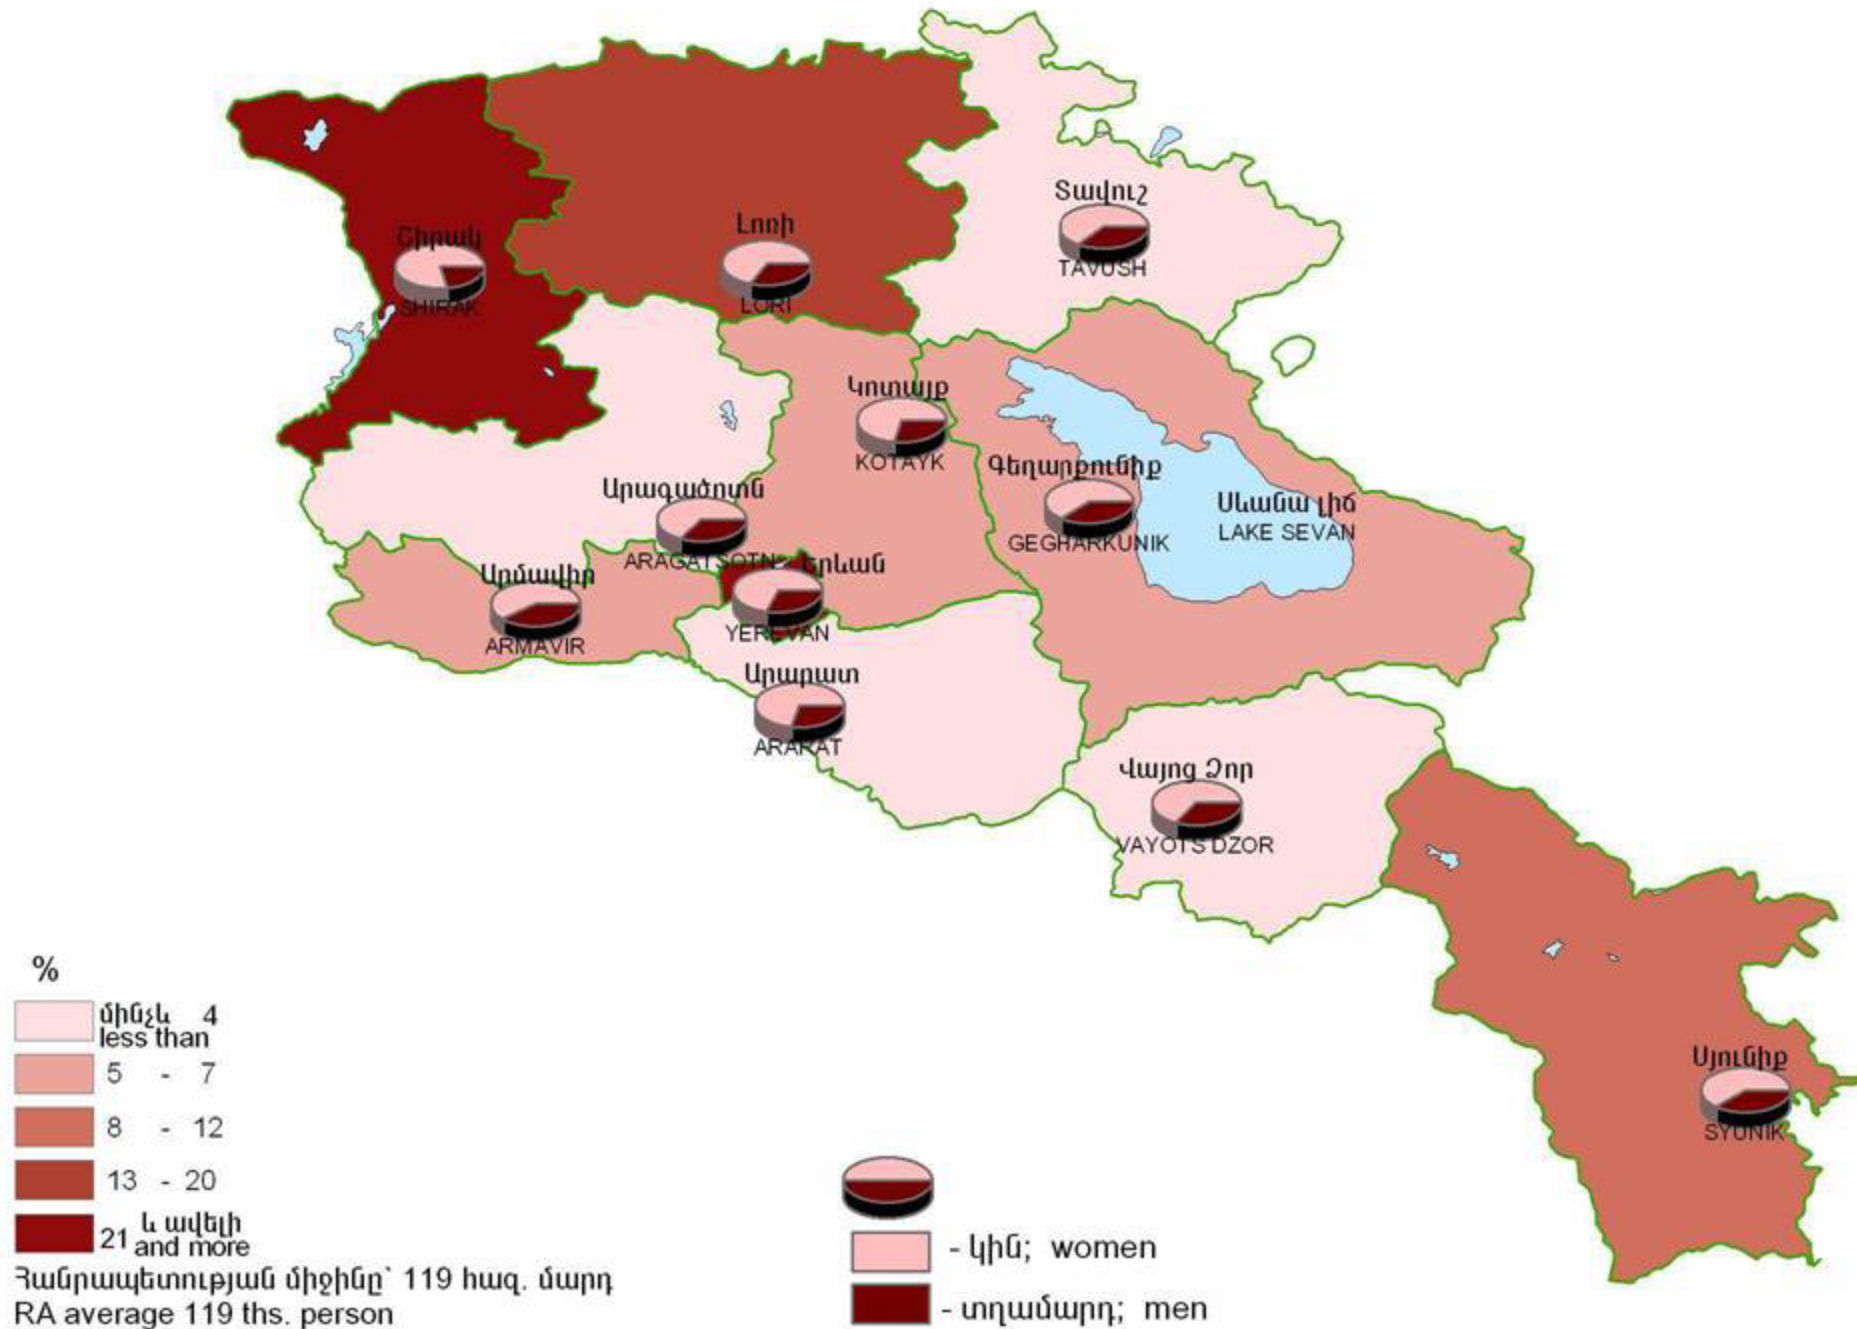 Տավուշ
TAVUSH
Շիրակ
SHIRAK
Լոռի
LORI
Կոտայք
KOTAYK
Գեղարքունիք
GEGHARKUNIK
Սևանա լիճ
LAKE SEVAN
Արագածոտն
ARAGATSOTN
Երևան
YEREVAN
Արմավիր
ARMAVIR
Արարատ
ARARAT
Վայոց Ձոր
VAYOTS DZOR
Սյունիք
SYUNIK
%
մինչև 4
less than
5 - 7
8 - 12
13 - 20
21 և ավելի
and more
Հանրապետության միջինը՝ 119 հազ. մարդ
RA average 119 ths. person
- կին; women
- տղամարդ; men